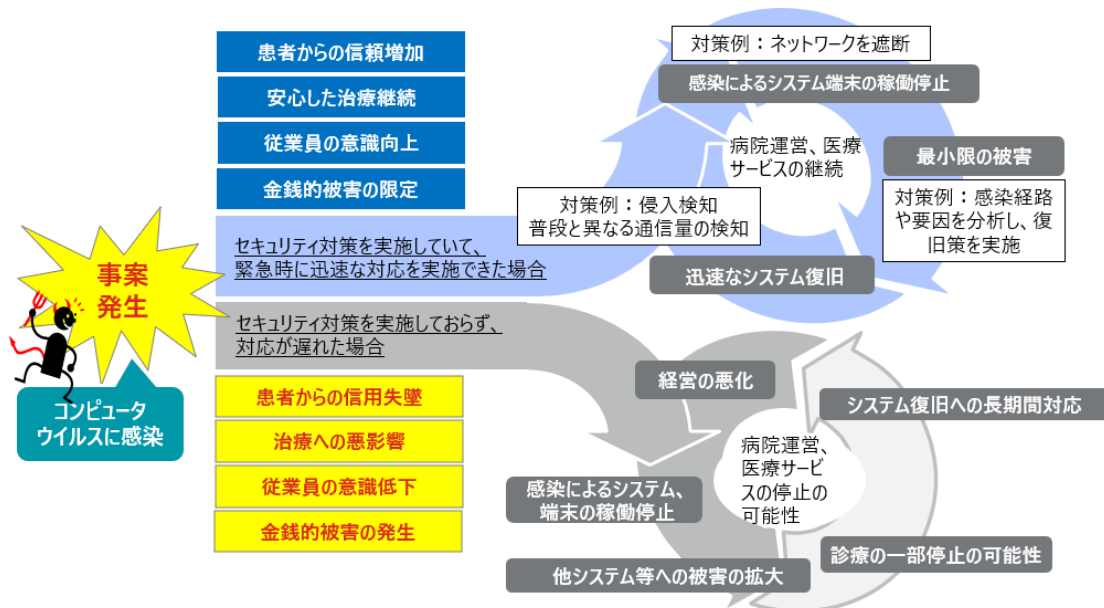 患者からの信頼増加
安心した治療継続
従業員の意識向上
金銭的被害の限定
対策例：ネットワークを遮断
感染によるシステム端末の稼働停止
病院運営、医療
サービスの継続
最小限の被害
対策例：感染経路
や要因を分析し、復
旧策を実施
対策例：侵入検知
普段と異なる通信量の検知
迅速なシステム復旧
セキュリティ対策を実施していて、
緊急時に迅速な対応を実施できた場合
事案
発生
コンピュータ
ウイルスに感染
セキュリティ対策を実施しておらず、
対応が遅れた場合
患者からの信用失墜
治療への悪影響
従業員の意識低下
金銭的被害の発生
経営の悪化
システム復旧への長期間対応
病院運営、
医療サービ
スの停止の
可能性
感染によるシステム、
端末の稼働停止
診療の一部停止の可能性
他システム等への被害の拡大